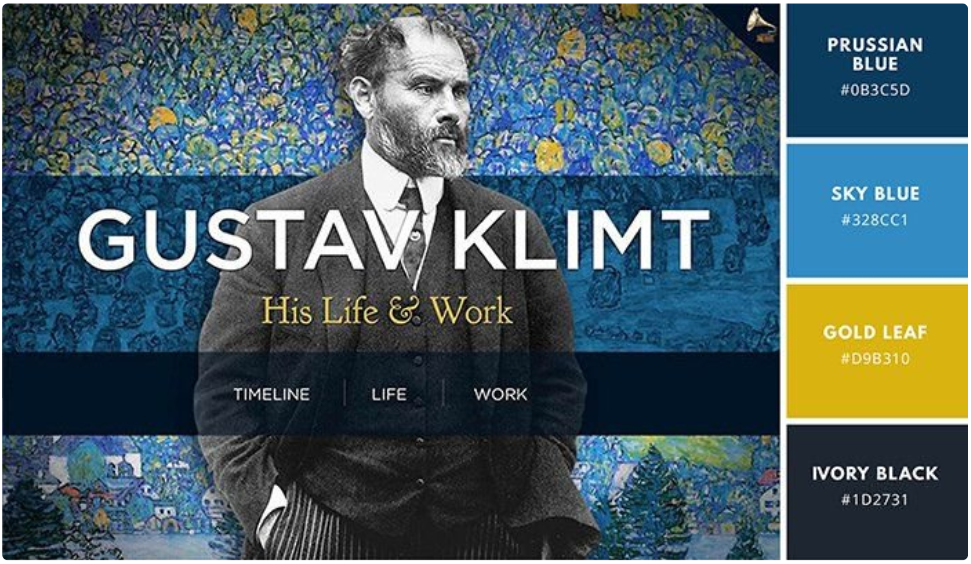 GUSTAV KLIMT
His Life & Work
TIMELINE LIFE WORK
PRUSSIAN
BLUE
#0B3C5D
SKY BLUE
#328CC1
GOLD LEAF
#D9B310
IVORY BLACK
#1D2731